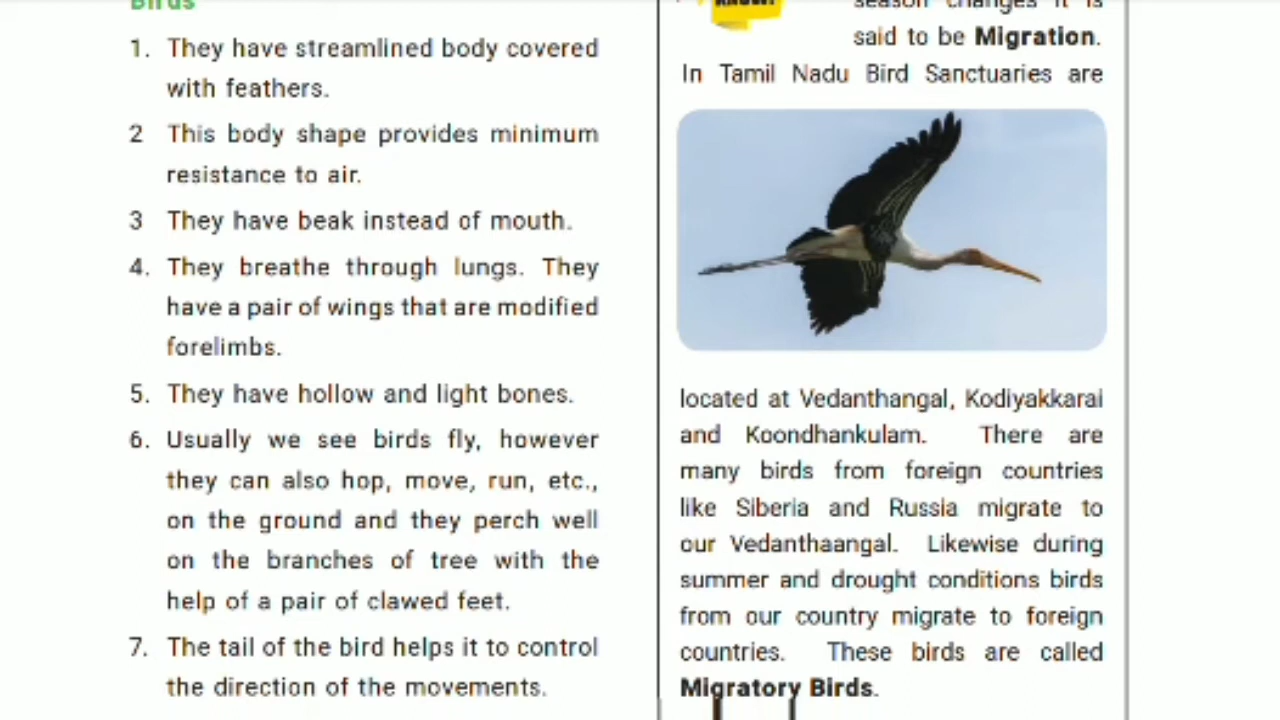 Birds
1. They have streamlined body covered
with feathers.
2 This body shape provides minimum
resistance to air.
3 They have beak instead of mouth.
4. They breathe through lungs. They
have a pair of wings that are modified
forelimbs.
5. They have hollow and light bones.
6. Usually we see birds fly, however
they can also hop, move, run, etc.,
on the ground and they perch well
on the branches of tree with the
help of a pair of clawed feet.
7. The tail of the bird helps it to control
the direction of the movements.
season changes it is
said to be Migration.
In Tamil Nadu Bird Sanctuaries are
located at Vedanthangal, Kodiyakkarai
and Koondhankulam. There are
many birds from foreign countries
like Siberia and Russia migrate to
our Vedanthaangal. Likewise during
summer and drought conditions birds
from our country migrate to foreign
countries. These birds are called
Migratory Birds.